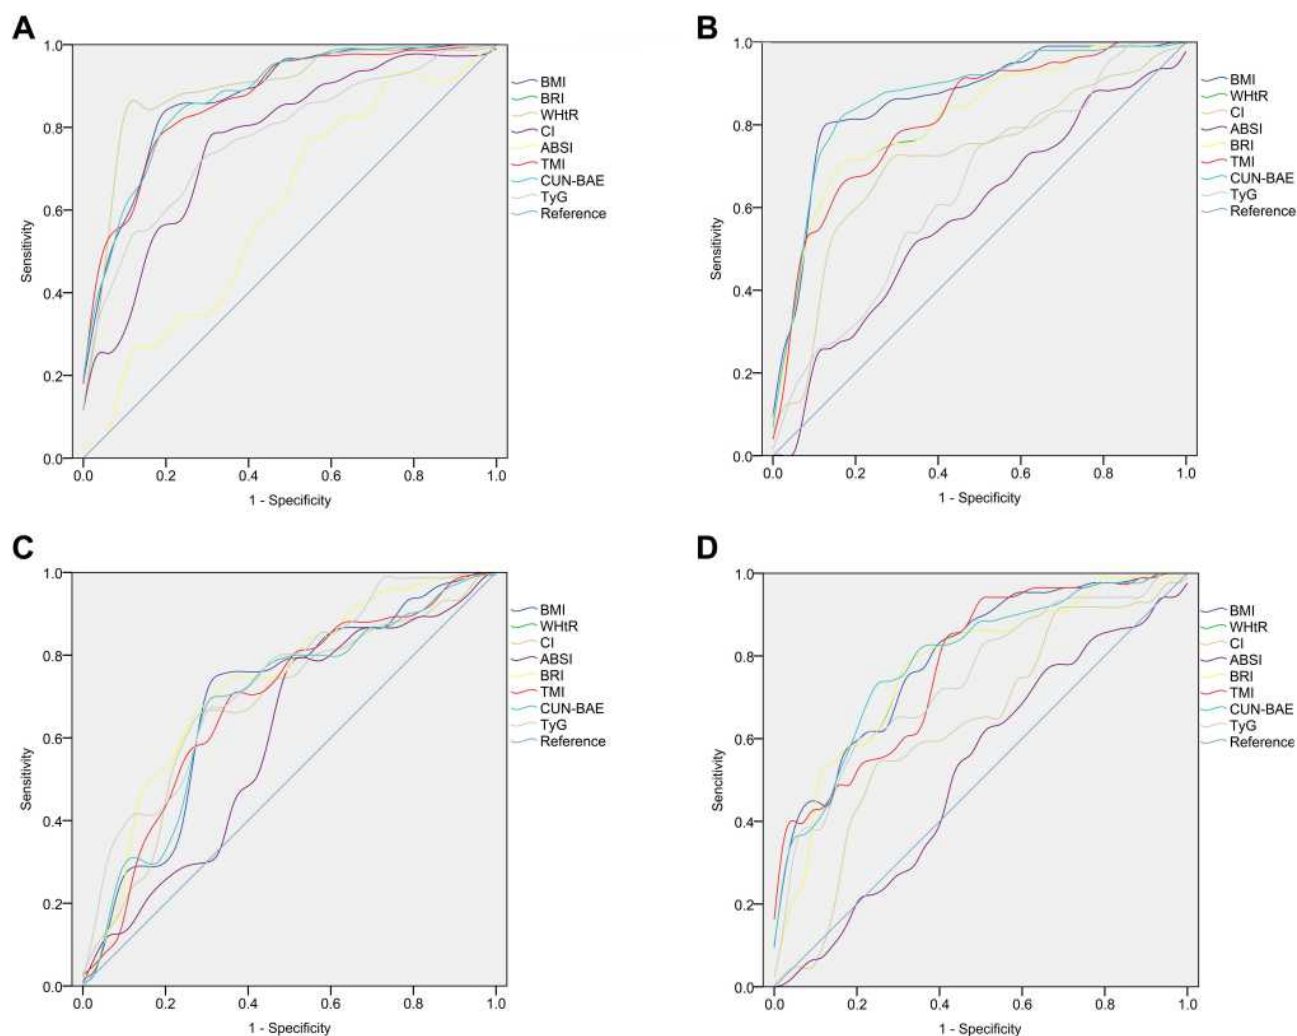 A
1.0
0.8
0.6
0.4
0.2
0.0
Sensitivity
0.0 0.2 0.4 0.6 0.8 1.0
1 - Specificity
BMI
BRI
WHtR
CI
ABSI
TMI
CUN-BAE
TyG
Reference
B
1.0
0.8
0.6
0.4
0.2
0.0
Sensitivity
0.0 0.2 0.4 0.6 0.8 1.0
1 - Specificity
BMI
WHtR
CI
ABSI
BRI
TMI
CUN-BAE
TyG
Reference
C
1.0
0.8
0.6
0.4
0.2
0.0
Sensitivity
0.0 0.2 0.4 0.6 0.8 1.0
1 - Specificity
BMI
WHtR
CI
ABSI
BRI
TMI
CUN-BAE
TyG
Reference
D
1.0
0.8
0.6
0.4
0.2
0.0
Sencitivity
0.0 0.2 0.4 0.6 0.8 1.0
1 - Specificity
BMI
WHtR
CI
ABSI
BRI
TMI
CUN-BAE
TyG
Reference